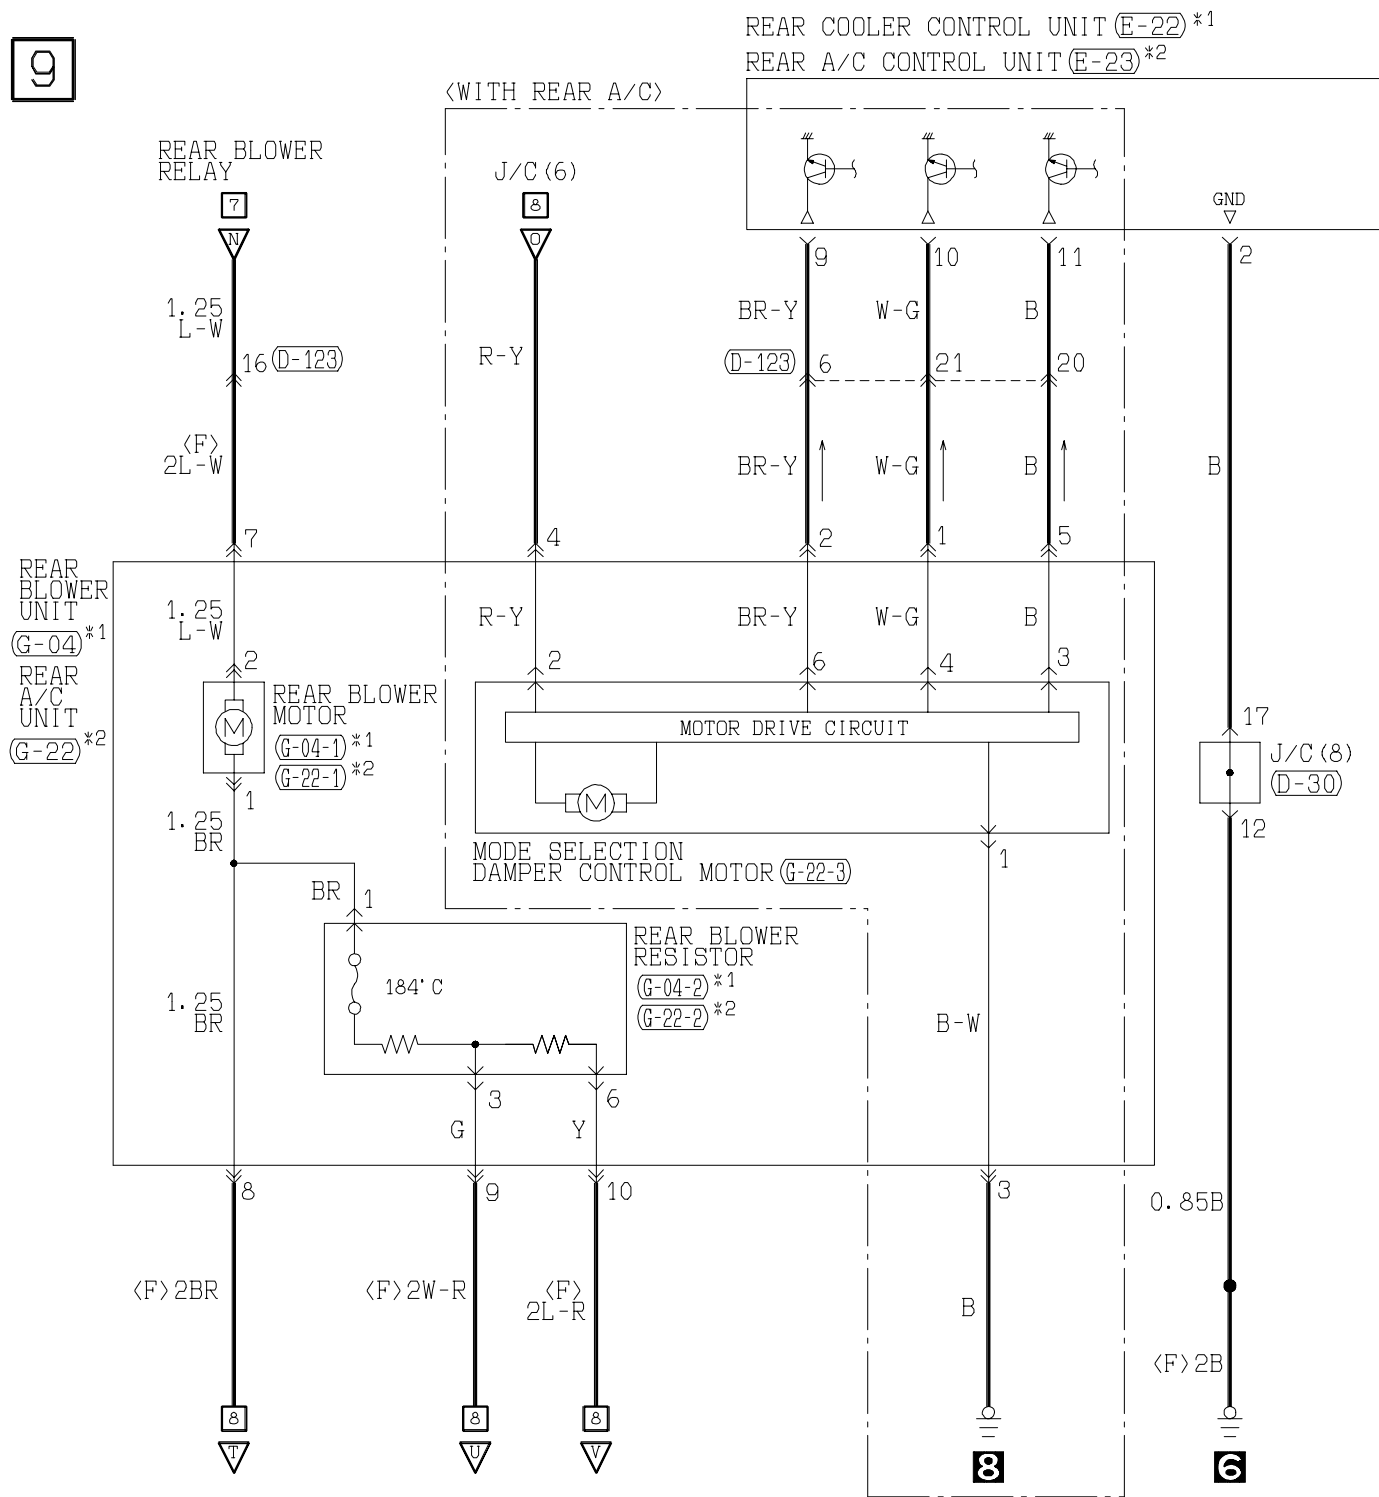 9
REAR COOLER CONTROL UNIT (E-22) *1
REAR A/C CONTROL UNIT (E-23) *2
<WITH REAR A/C>
REAR BLOWER
RELAY
J/C(6)
7
8
N
O
GND
9
10
11
2
1.25
L-W
BR-Y
W-G
B
16 (D-123)
R-Y
(D-123) 6
21
20
<F>
2L-W
BR-Y
W-G
B
B
7
4
2
1
5
REAR
BLOWER
UNIT
(G-04) *1
REAR
A/C
UNIT
(G-22) *2
1.25
L-W
R-Y
BR-Y
W-G
B
2
2
6
4
3
REAR BLOWER
MOTOR
(G-04-1) *1
(G-22-1) *2
M
MOTOR DRIVE CIRCUIT
M
17
J/C(8)
(D-30)
12
1
1.25
BR
MODE SELECTION
DAMPER CONTROL MOTOR (G-22-3)
1
BR
1
REAR BLOWER
RESISTOR
(G-04-2) *1
(G-22-2) *2
184°C
1.25
BR
B-W
3
6
G
Y
8
9
10
3
0.85B
<F>2BR
<F>2W-R
<F>
2L-R
B
<F>2B
8
8
8
T
U
V
8
6